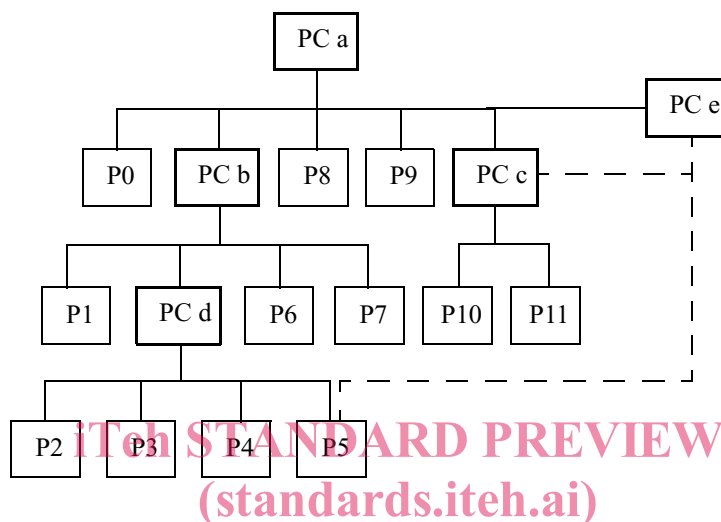 PC a
PC e
P0 PC b P8 P9 PC c
P1 PC d P6 P7 P10 P11
P2 P3 P4 P5
iTeh STANDARD PREVIEW
(standards.iteh.ai)